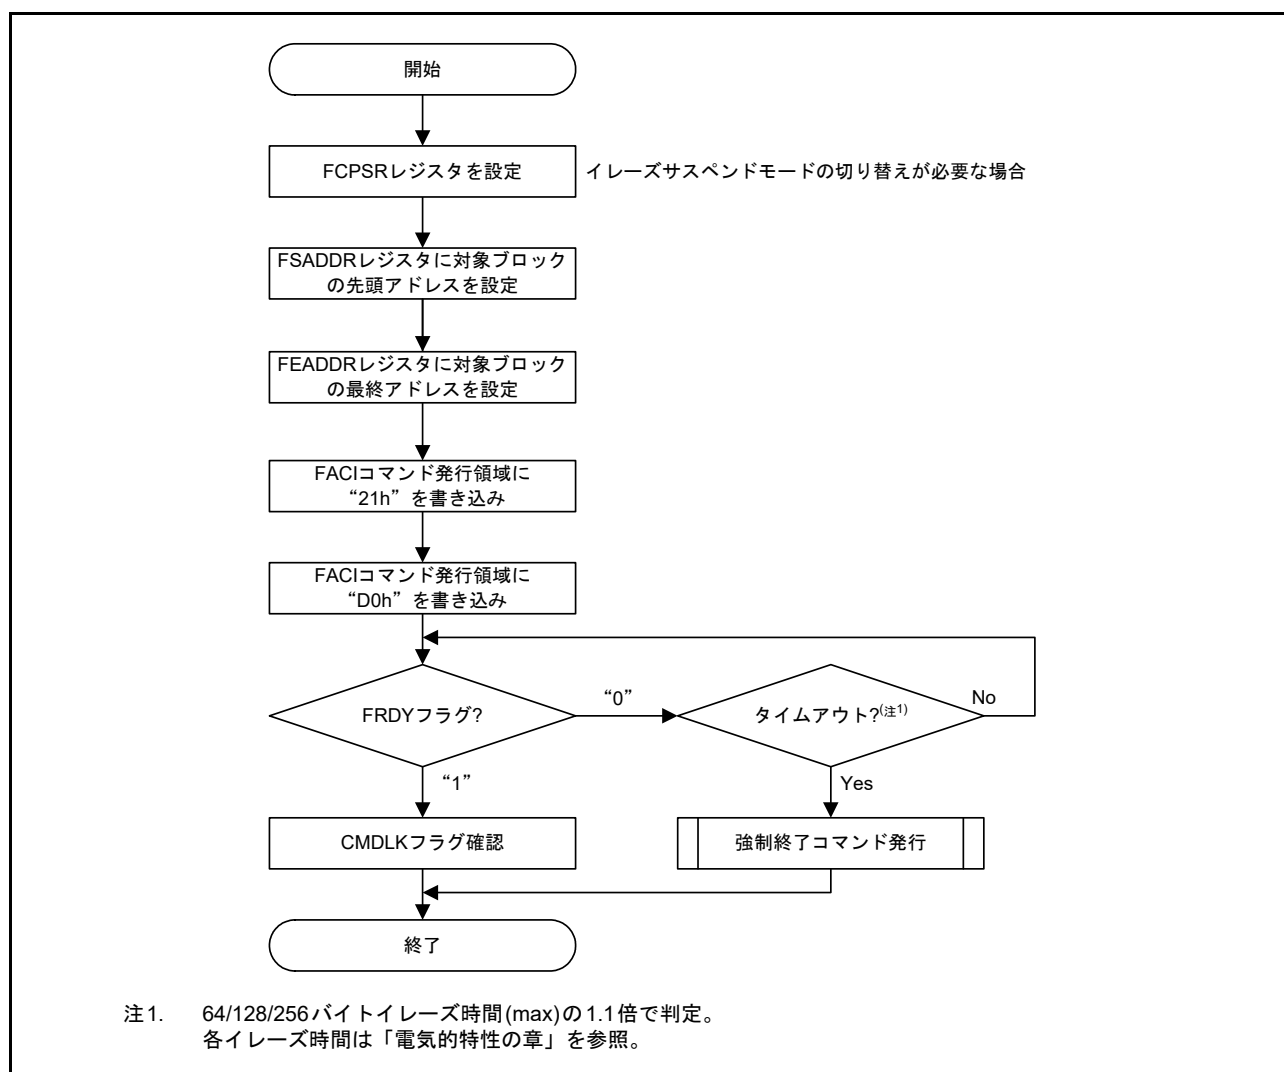 開始
FCPSRレジスタを設定
イレーズサスペンドモードの切り替えが必要な場合
FSADDRレジスタに対象ブロック
の先頭アドレスを設定
FEADDRレジスタに対象ブロック
の最終アドレスを設定
FACIコマンド発行領域に
“21h”を書き込み
FACIコマンド発行領域に
“D0h”を書き込み
FRDYフラグ?
“0”
タイムアウト?(注1)
No
“1”
Yes
CMDLKフラグ確認
強制終了コマンド発行
終了
注1. 64/128/256バイトイレーズ時間(max)の1.1倍で判定。
各イレーズ時間は「電気的特性の章」を参照。